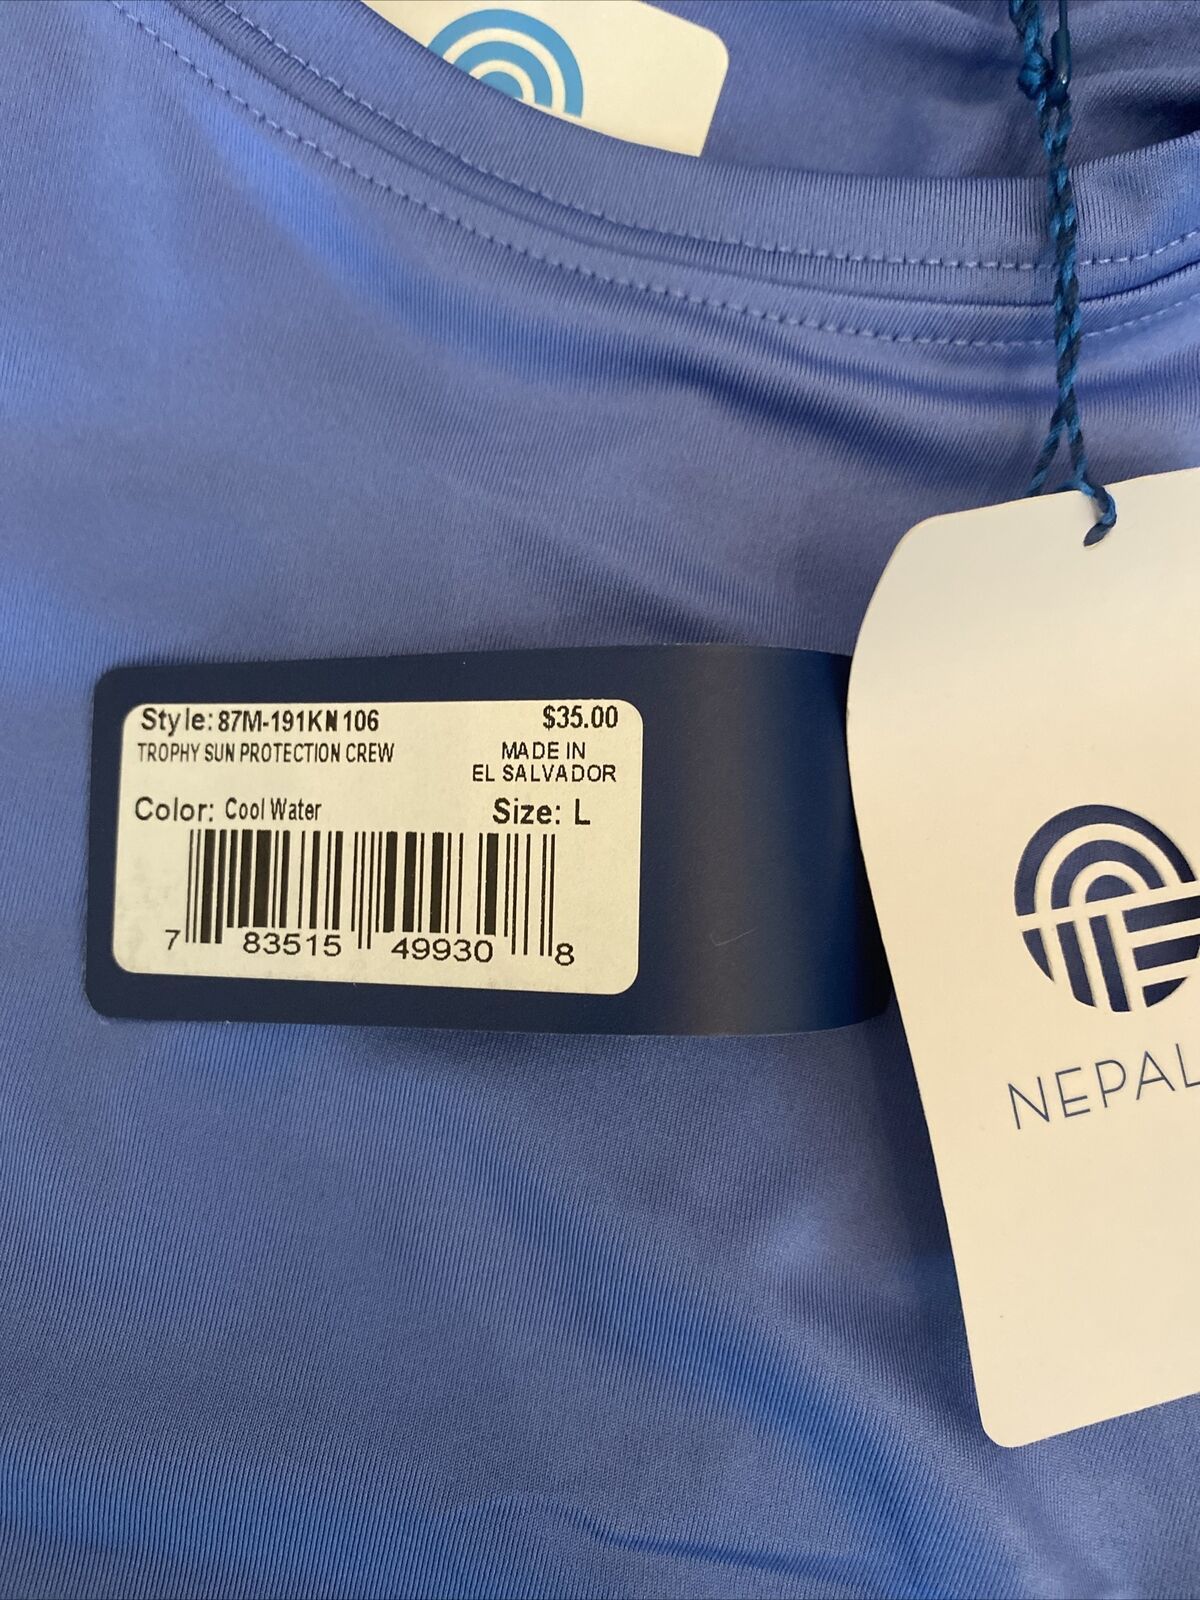 Style: 87M-191KN106 $35.00
TROPHY SUN PROTECTION CREW MADE IN
EL SALVADOR
Color: Cool Water Size: L
7 83515 49930 8
NEPAL